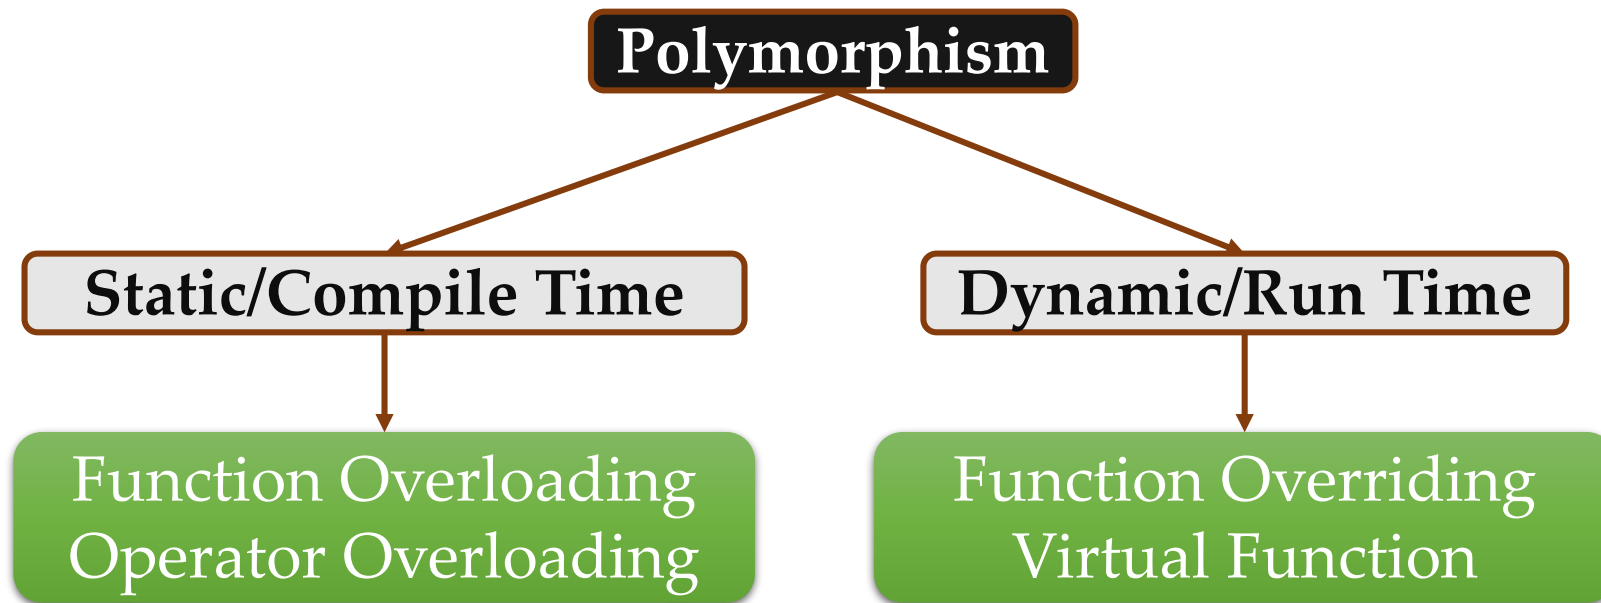 Polymorphism
Static/Compile Time
Dynamic/Run Time
Function Overloading
Operator Overloading
Function Overriding
Virtual Function